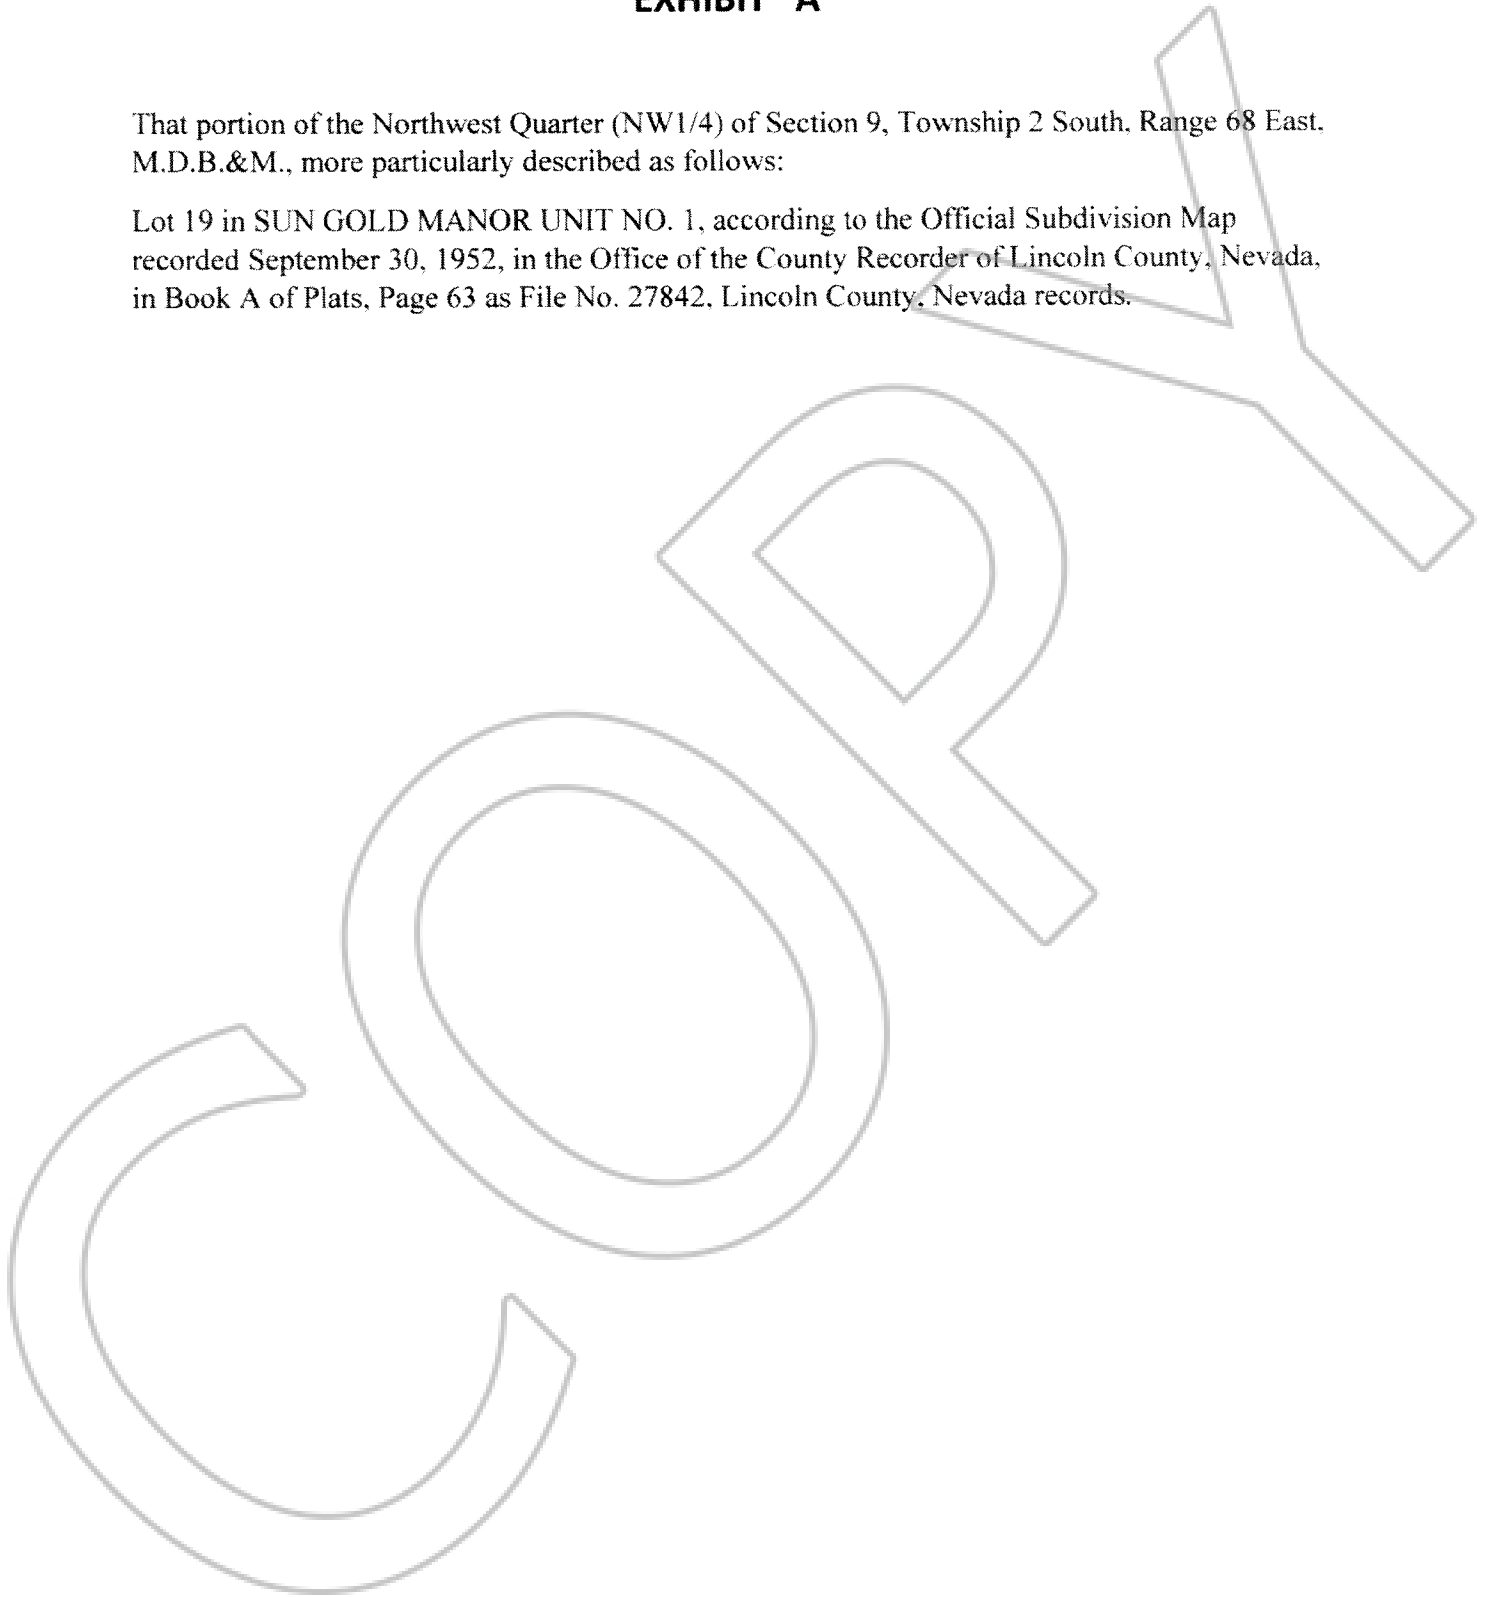 EXHIBIT "A"
That portion of the Northwest Quarter (NW1/4) of Section 9, Township 2 South, Range 68 East,
M.D.B.&M., more particularly described as follows:
Lot 19 in SUN GOLD MANOR UNIT NO. 1, according to the Official Subdivision Map
recorded September 30, 1952, in the Office of the County Recorder of Lincoln County, Nevada,
in Book A of Plats, Page 63 as File No. 27842, Lincoln County, Nevada records.
COPY